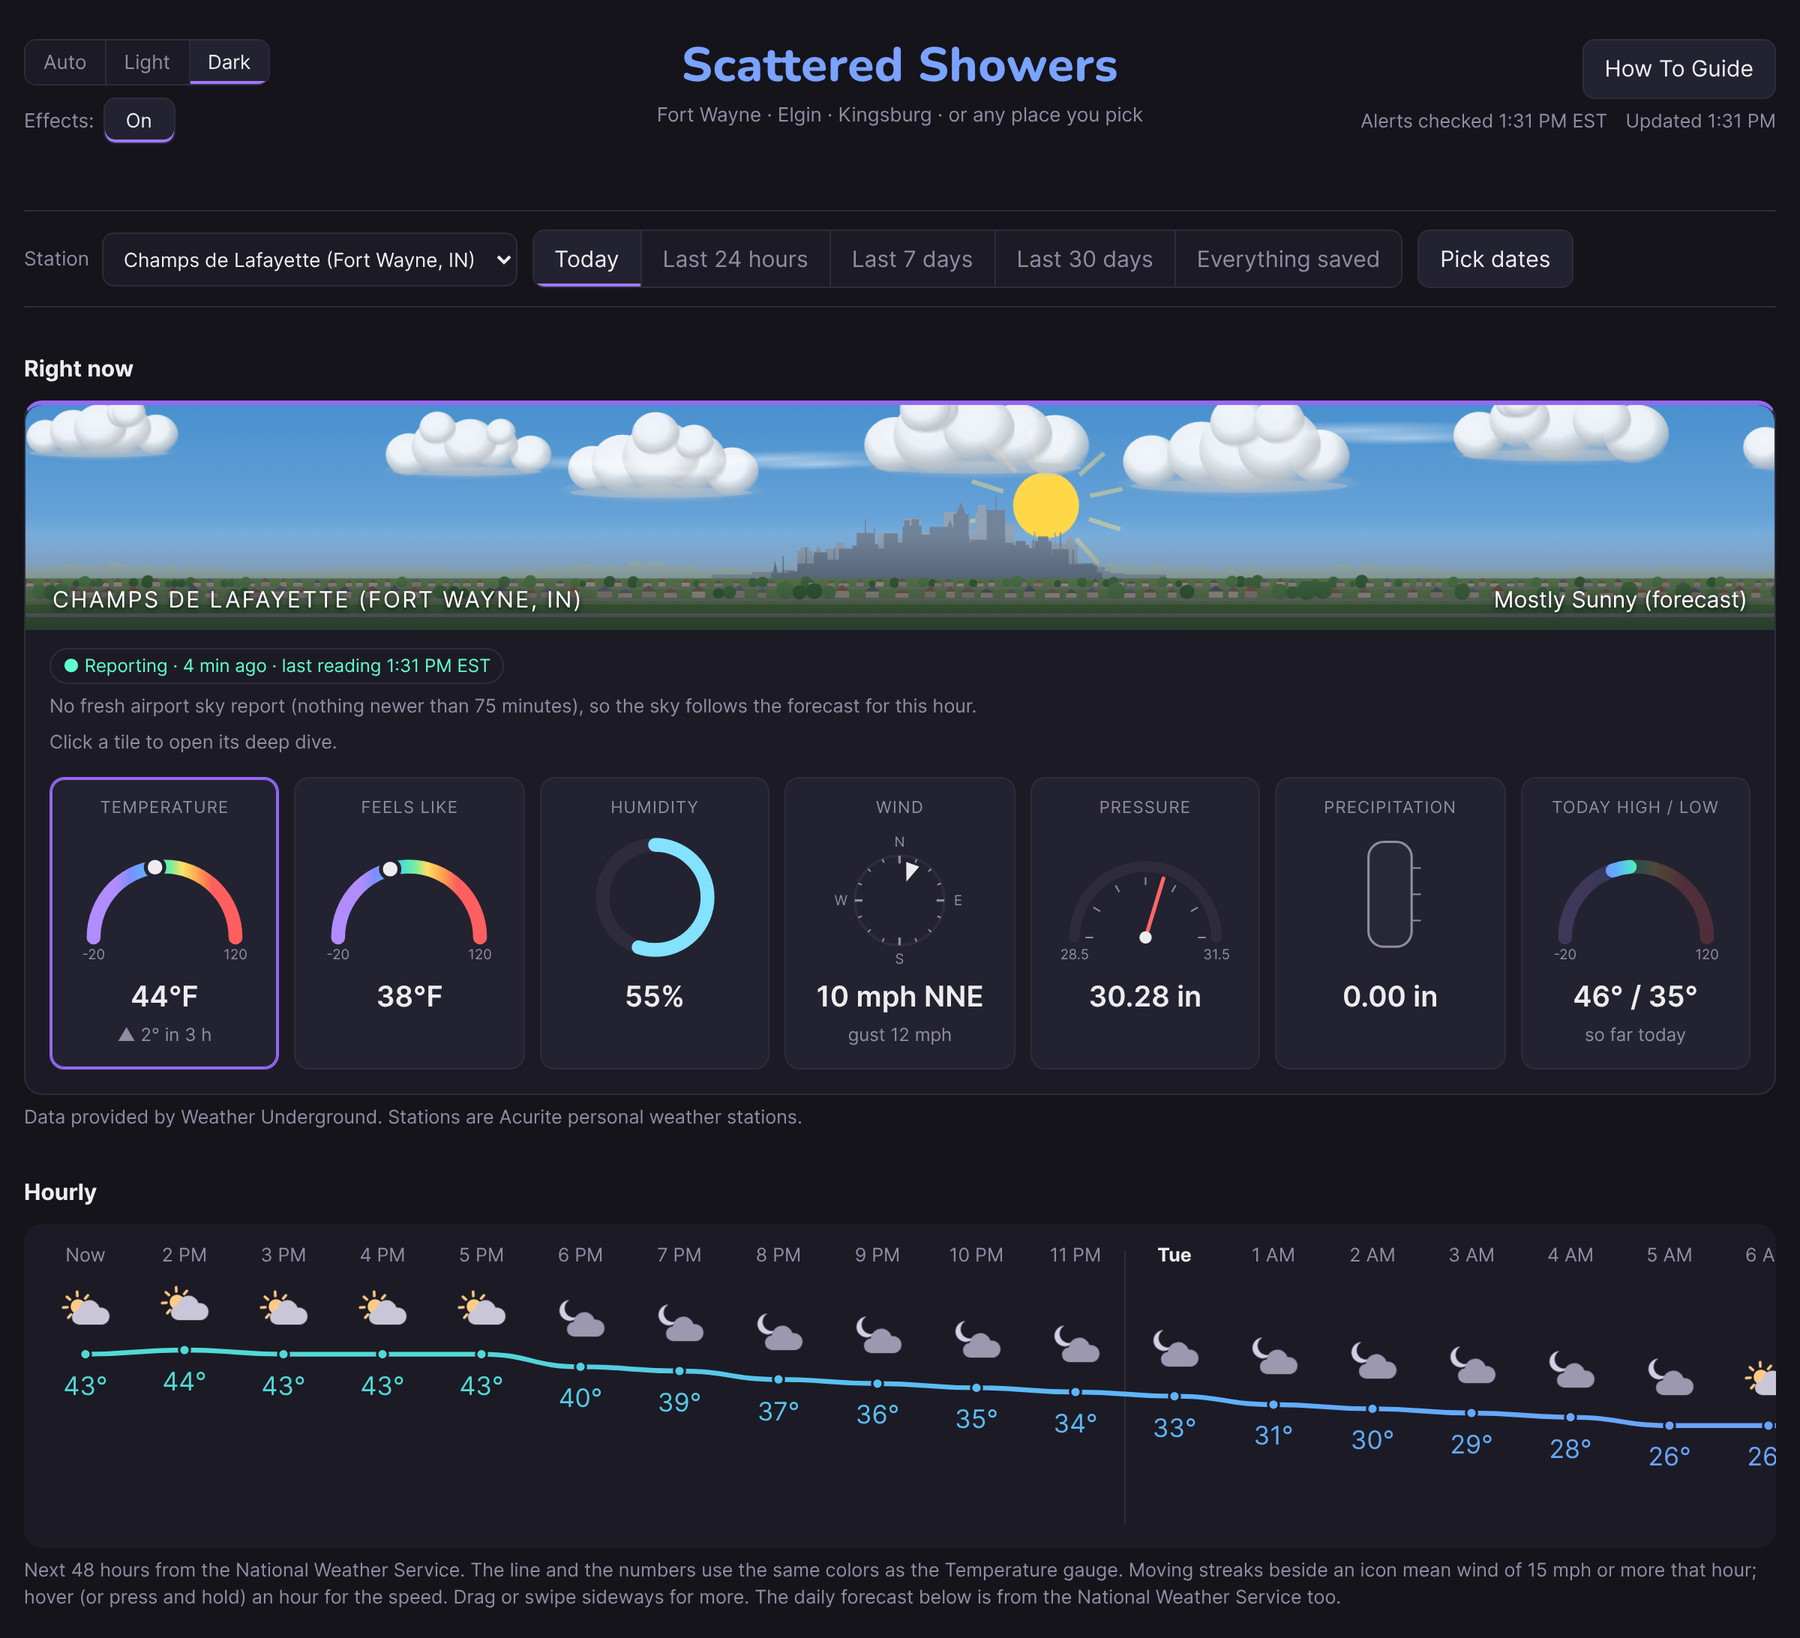 Auto Light Dark
Effects: On
Scattered Showers
Fort Wayne · Elgin · Kingsburg · or any place you pick
How To Guide
Alerts checked 1:31 PM EST Updated 1:31 PM
Station Champs de Lafayette (Fort Wayne, IN) Today Last 24 hours Last 7 days Last 30 days Everything saved Pick dates
Right now
CHAMPS DE LAFAYETTE (FORT WAYNE, IN) Mostly Sunny (forecast)
Reporting · 4 min ago · last reading 1:31 PM EST
No fresh airport sky report (nothing newer than 75 minutes), so the sky follows the forecast for this hour.
Click a tile to open its deep dive.
TEMPERATURE
-20 120
44°F
▲ 2° in 3 h
FEELS LIKE
-20 120
38°F
HUMIDITY
55%
WIND
N
W E
S
10 mph NNE
gust 12 mph
PRESSURE
28.5 31.5
30.28 in
PRECIPITATION
0.00 in
TODAY HIGH / LOW
-20 120
46° / 35°
so far today
Data provided by Weather Underground. Stations are Acurite personal weather stations.
Hourly
Now 2 PM 3 PM 4 PM 5 PM 6 PM 7 PM 8 PM 9 PM 10 PM 11 PM Tue 1 AM 2 AM 3 AM 4 AM 5 AM 6 A
43° 44° 43° 43° 43° 40° 39° 37° 36° 35° 34° 33° 31° 30° 29° 28° 26° 26
Next 48 hours from the National Weather Service. The line and the numbers use the same colors as the Temperature gauge. Moving streaks beside an icon mean wind of 15 mph or more that hour;
hover (or press and hold) an hour for the speed. Drag or swipe sideways for more. The daily forecast below is from the National Weather Service too.